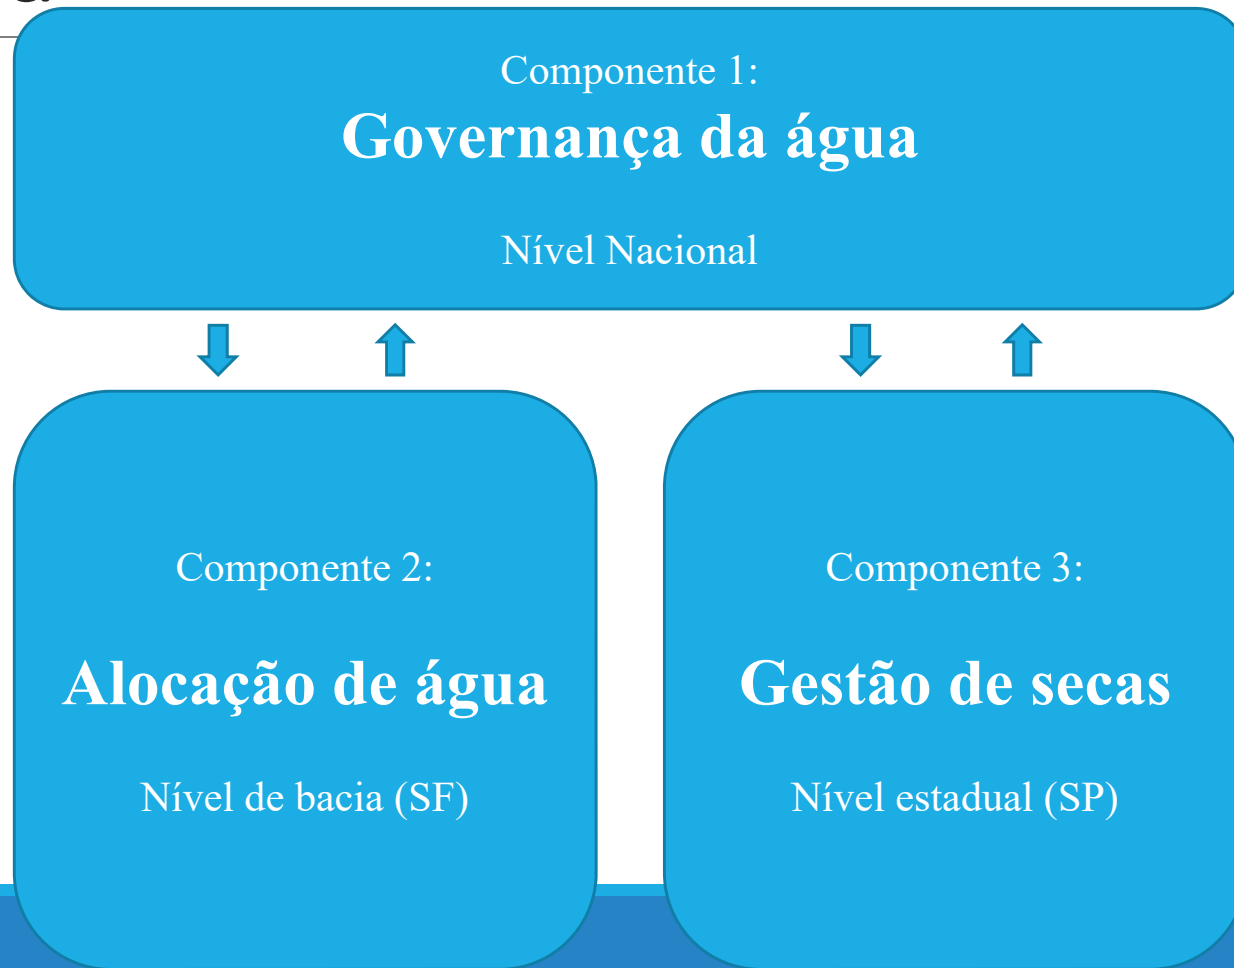 Componente 1:
Governança da água
Nível Nacional
Componente 2:
Alocação de água
Nível de bacia (SF)
Componente 3:
Gestão de secas
Nível estadual (SP)